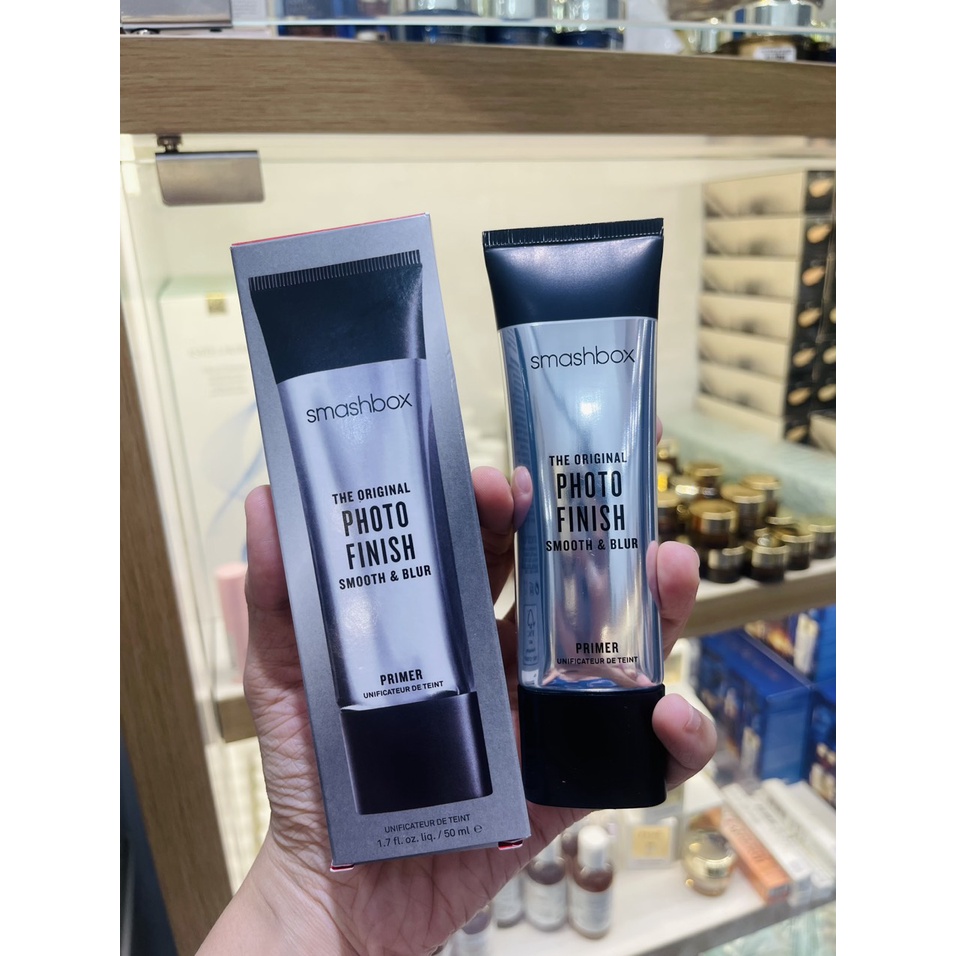 smashbox
THE ORIGINAL
PHOTO
FINISH
SMOOTH & BLUR
PRIMER
UNIFICATEUR DE TEINT
UNIFICATEUR DE TEINT
1.7 fl. oz. liq. / 50 ml ℮
smashbox
THE ORIGINAL
PHOTO
FINISH
SMOOTH & BLUR
PRIMER
UNIFICATEUR DE TEINT